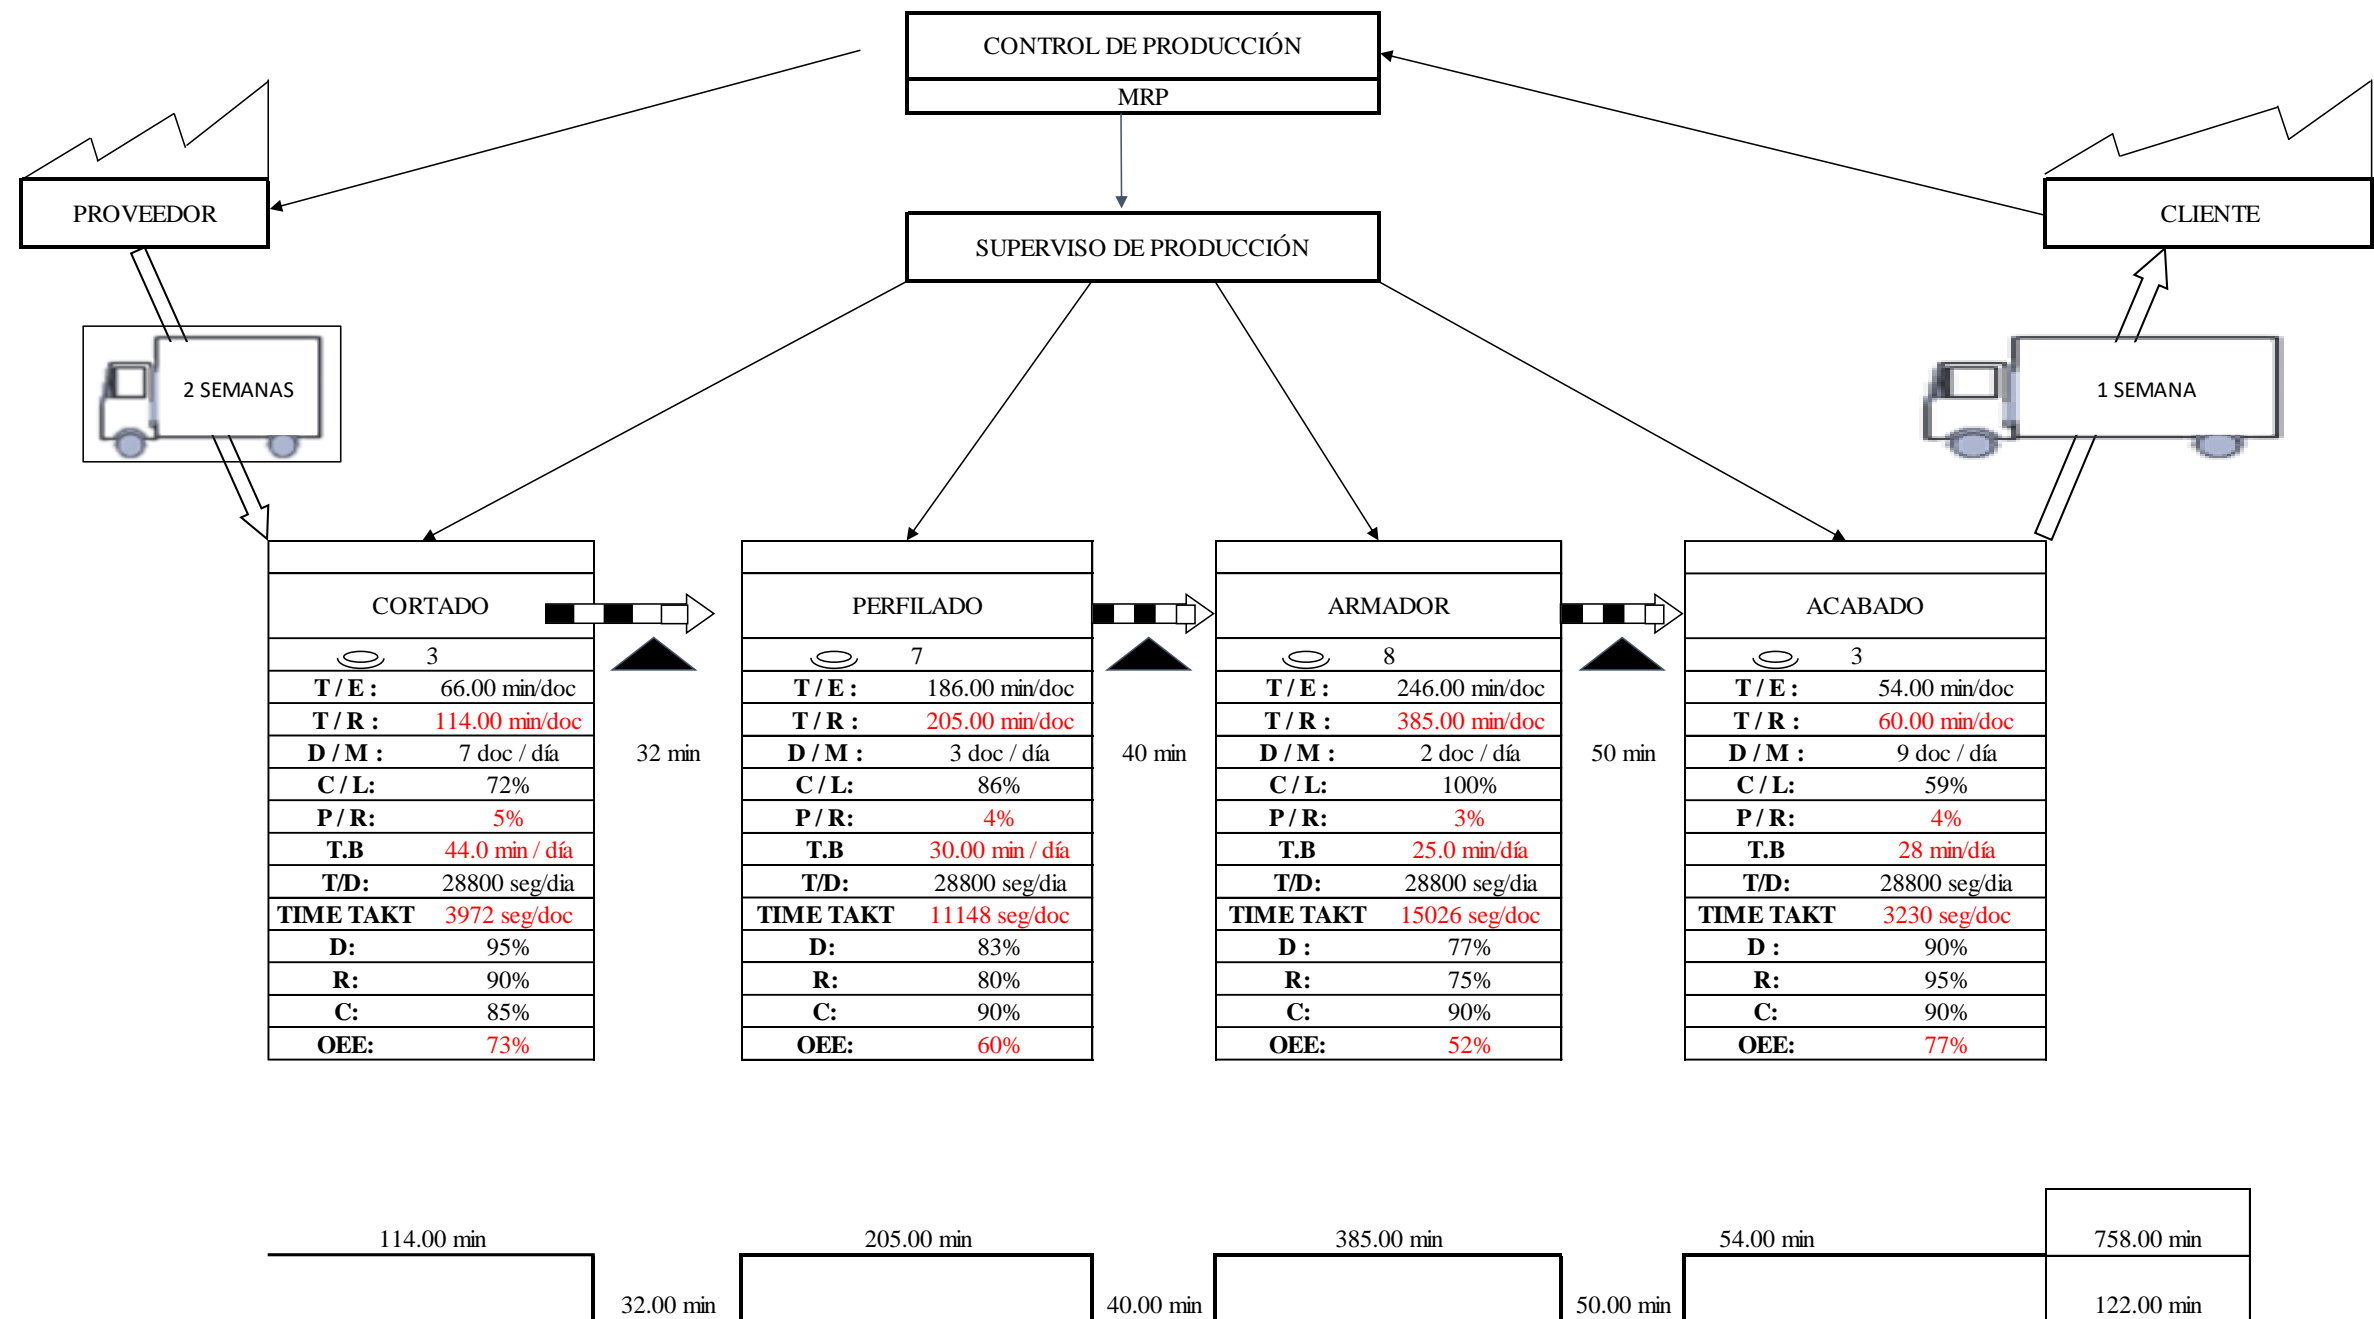 CONTROL DE PRODUCCIÓN
MRP
PROVEEDOR
CLIENTE
SUPERVISO DE PRODUCCIÓN
2 SEMANAS
1 SEMANA
CORTADO
3
T / E : 66.00 min/doc
T / R : 114.00 min/doc
D / M : 7 doc / día
C / L: 72%
P / R: 5%
T.B 44.0 min / día
T/D: 28800 seg/dia
TIME TAKT 3972 seg/doc
D: 95%
R: 90%
C: 85%
OEE: 73%
32 min
PERFILADO
7
T / E : 186.00 min/doc
T / R : 205.00 min/doc
D / M : 3 doc / día
C / L: 86%
P / R: 4%
T.B 30.00 min / día
T/D: 28800 seg/dia
TIME TAKT 11148 seg/doc
D: 83%
R: 80%
C: 90%
OEE: 60%
40 min
ARMADOR
8
T / E : 246.00 min/doc
T / R : 385.00 min/doc
D / M : 2 doc / día
C / L: 100%
P / R: 3%
T.B 25.0 min/día
T/D: 28800 seg/dia
TIME TAKT 15026 seg/doc
D : 77%
R: 75%
C: 90%
OEE: 52%
50 min
ACABADO
3
T / E : 54.00 min/doc
T / R : 60.00 min/doc
D / M : 9 doc / día
C / L: 59%
P / R: 4%
T.B 28 min/día
T/D: 28800 seg/dia
TIME TAKT 3230 seg/doc
D : 90%
R: 95%
C: 90%
OEE: 77%
114.00 min 205.00 min 385.00 min 54.00 min 758.00 min
32.00 min 40.00 min 50.00 min 122.00 min